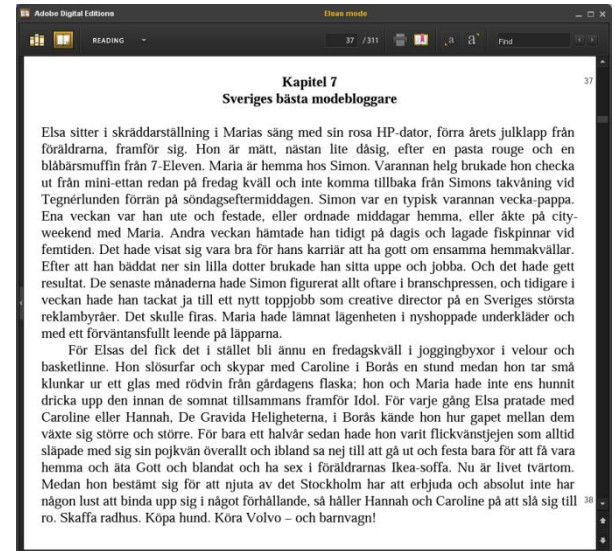 Adobe Digital Editions
Elsas mode
READING
37 / 311
a
a
Find
Kapitel 7
37
Sveriges bästa modebloggare
Elsa sitter i skräddarställning i Marias säng med sin rosa HP-dator, förra årets julklapp från
föräldrarna, framför sig. Hon är mätt, nästan lite dåsig, efter en pasta rouge och en
blåbärsmuffin från 7-Eleven. Maria är hemma hos Simon. Varannan helg brukade hon checka
ut från mini-ettan redan på fredag kväll och inte komma tillbaka från Simons takvåning vid
Tegnérlunden förrän på söndagseftermiddagen. Simon var en typisk varannan vecka-pappa.
Ena veckan var han ute och festade, eller ordnade middagar hemma, eller åkte på city-
weekend med Maria. Andra veckan hämtade han tidigt på dagis och lagade fiskpinnar vid
femtiden. Det hade visat sig vara bra för hans karriär att ha gott om ensamma hemmakvällar.
Efter att han bäddat ner sin lilla dotter brukade han sitta uppe och jobba. Och det hade gett
resultat. De senaste månaderna hade Simon figurerat allt oftare i branschpressen, och tidigare i
veckan hade han tackat ja till ett nytt toppjobb som creative director på en Sveriges största
reklambyråer. Det skulle firas. Maria hade lämnat lägenheten i nyshoppade underkläder och
med ett förväntansfullt leende på läpparna.
För Elsas del fick det i stället bli ännu en fredagskväll i joggingbyxor i velour och
basketlinne. Hon slösurfar och skypar med Caroline i Borås en stund medan hon tar små
klunkar ur ett glas med rödvin från gårdagens flaska; hon och Maria hade inte ens hunnit
dricka upp den innan de somnat tillsammans framför Idol. För varje gång Elsa pratade med
Caroline eller Hannah, De Gravida Heligheterna, i Borås kände hon hur gapet mellan dem
växte sig större och större. För bara ett halvår sedan hade hon varit flickvänstjejen som alltid
släpade med sig sin pojkvän överallt och ibland sa nej till att gå ut och festa bara för att få vara
hemma och äta Gott och blandat och ha sex i föräldrarnas Ikea-soffa. Nu är livet tvärtom.
Medan hon bestämt sig för att njuta av det Stockholm har att erbjuda och absolut inte har
någon lust att binda upp sig i något förhållande, så håller Hannah och Caroline på att slå sig till
38
ro. Skaffa radhus. Köpa hund. Köra Volvo – och barnvagn!